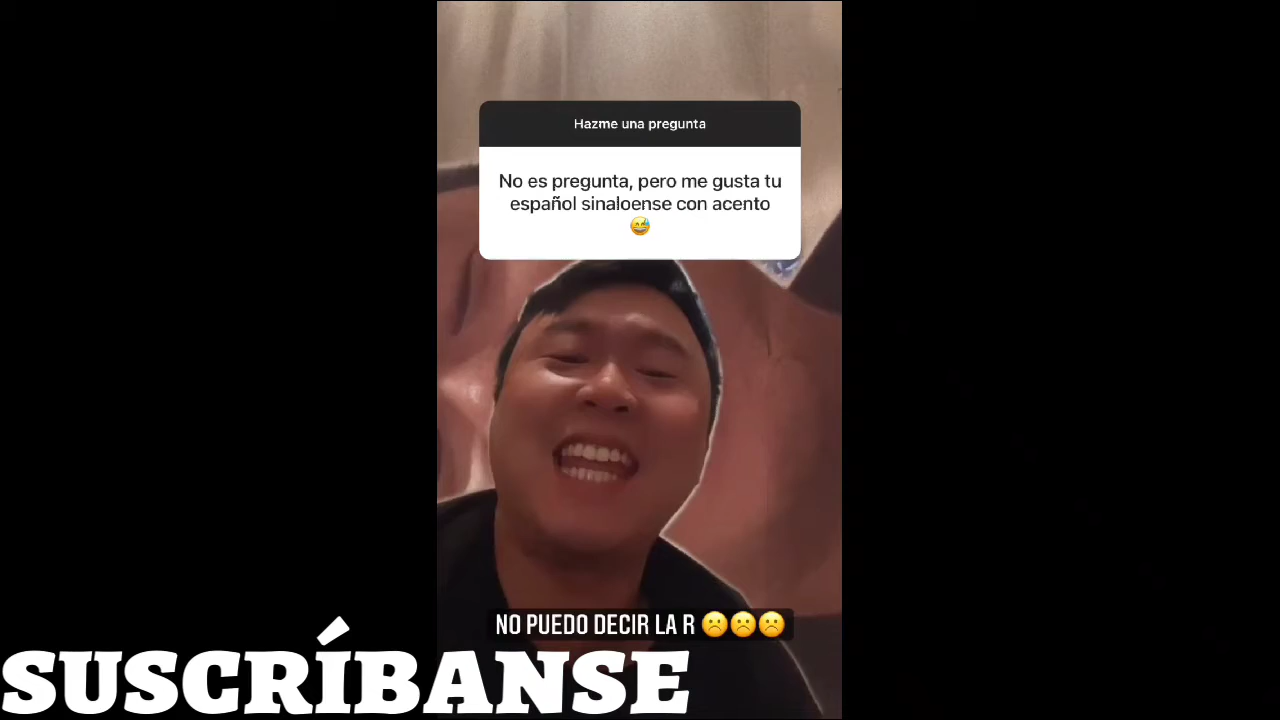 Hazme una pregunta
No es pregunta, pero me gusta tu
español sinaloense con acento
😅
NO PUEDO DECIR LA R ☹️☹️☹️
SUSCRÍBANSE